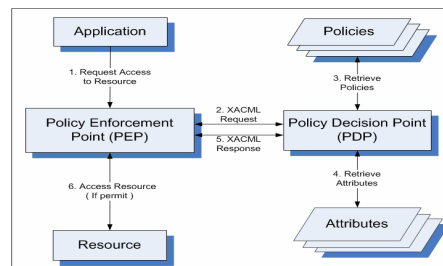 Application
Policies
1. Request Access
to Resource
3. Retrieve
Policies
Policy Enforcement
Point (PEP)
2. XACML
Request
5. XACML
Response
Policy Decision Point
(PDP)
6. Access Resource
( If permit )
4. Retrieve
Attributes
Resource
Attributes